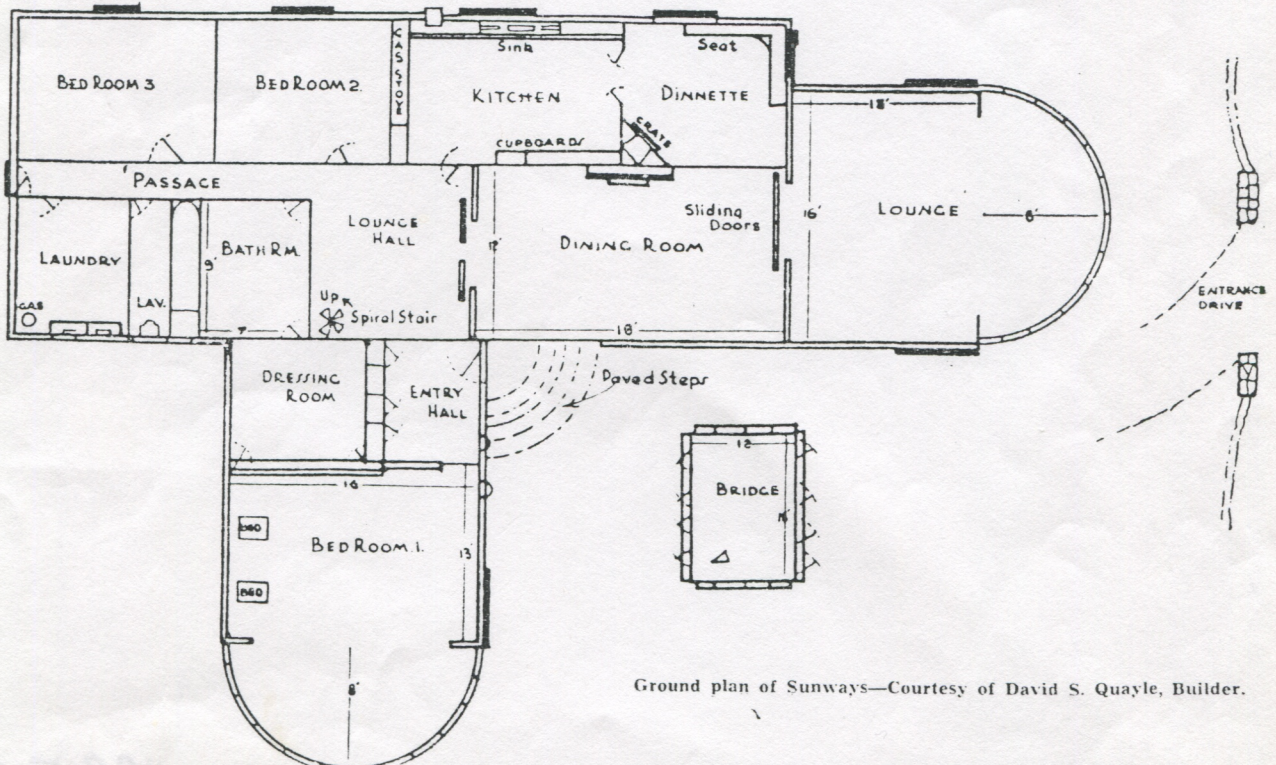 BED ROOM 3
BED ROOM 2.
GAS STOVE
Sink
KITCHEN
CUPBOARDS
Seat
DINNETTE
GRATE
18'
PASSAGE
LOUNGE
HALL
12'
DINING ROOM
Sliding
Doors
16'
LOUNGE
8'
ENTRANCE
DRIVE
LAUNDRY
GAS
LAV.
9'
BATH RM.
7'
UP
Spiral Stair
18'
DRESSING
ROOM
ENTRY
HALL
Paved Steps
16
BED
BED
BED ROOM.1.
13'
8'
12
BRIDGE
Ground plan of Sunways—Courtesy of David S. Quayle, Builder.